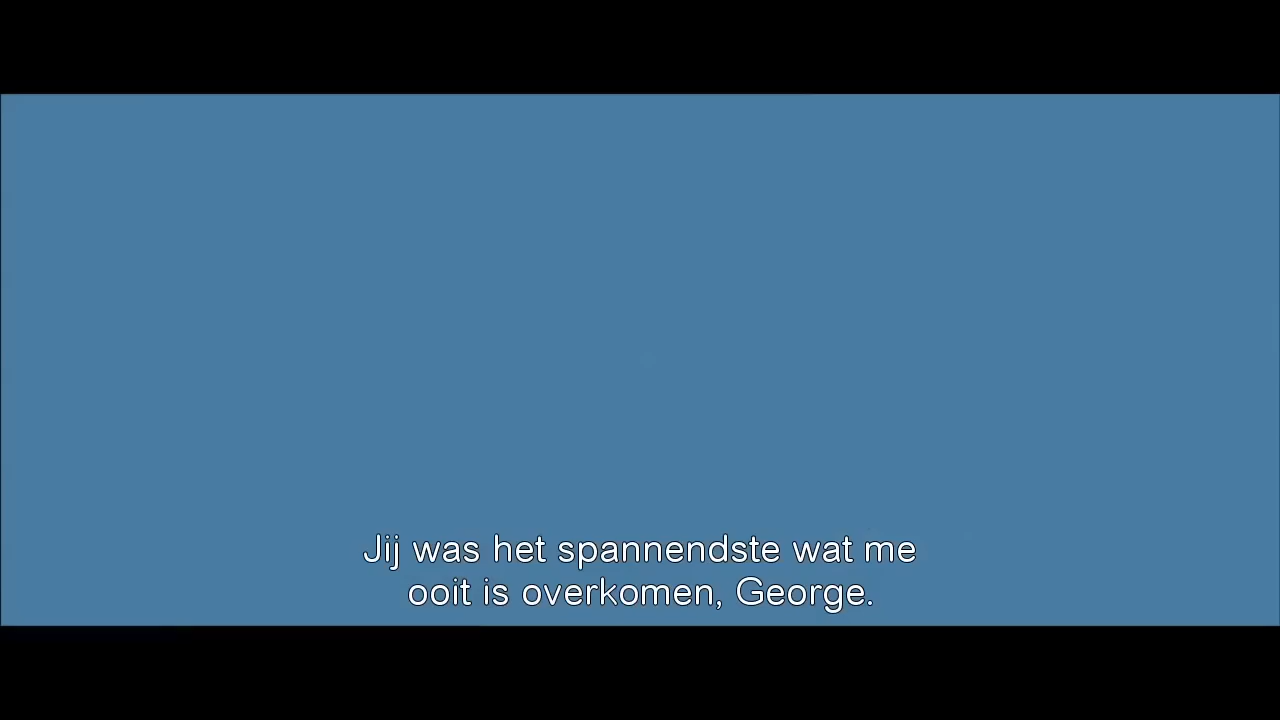 Jij was het spannendste wat me
ooit is overkomen, George.